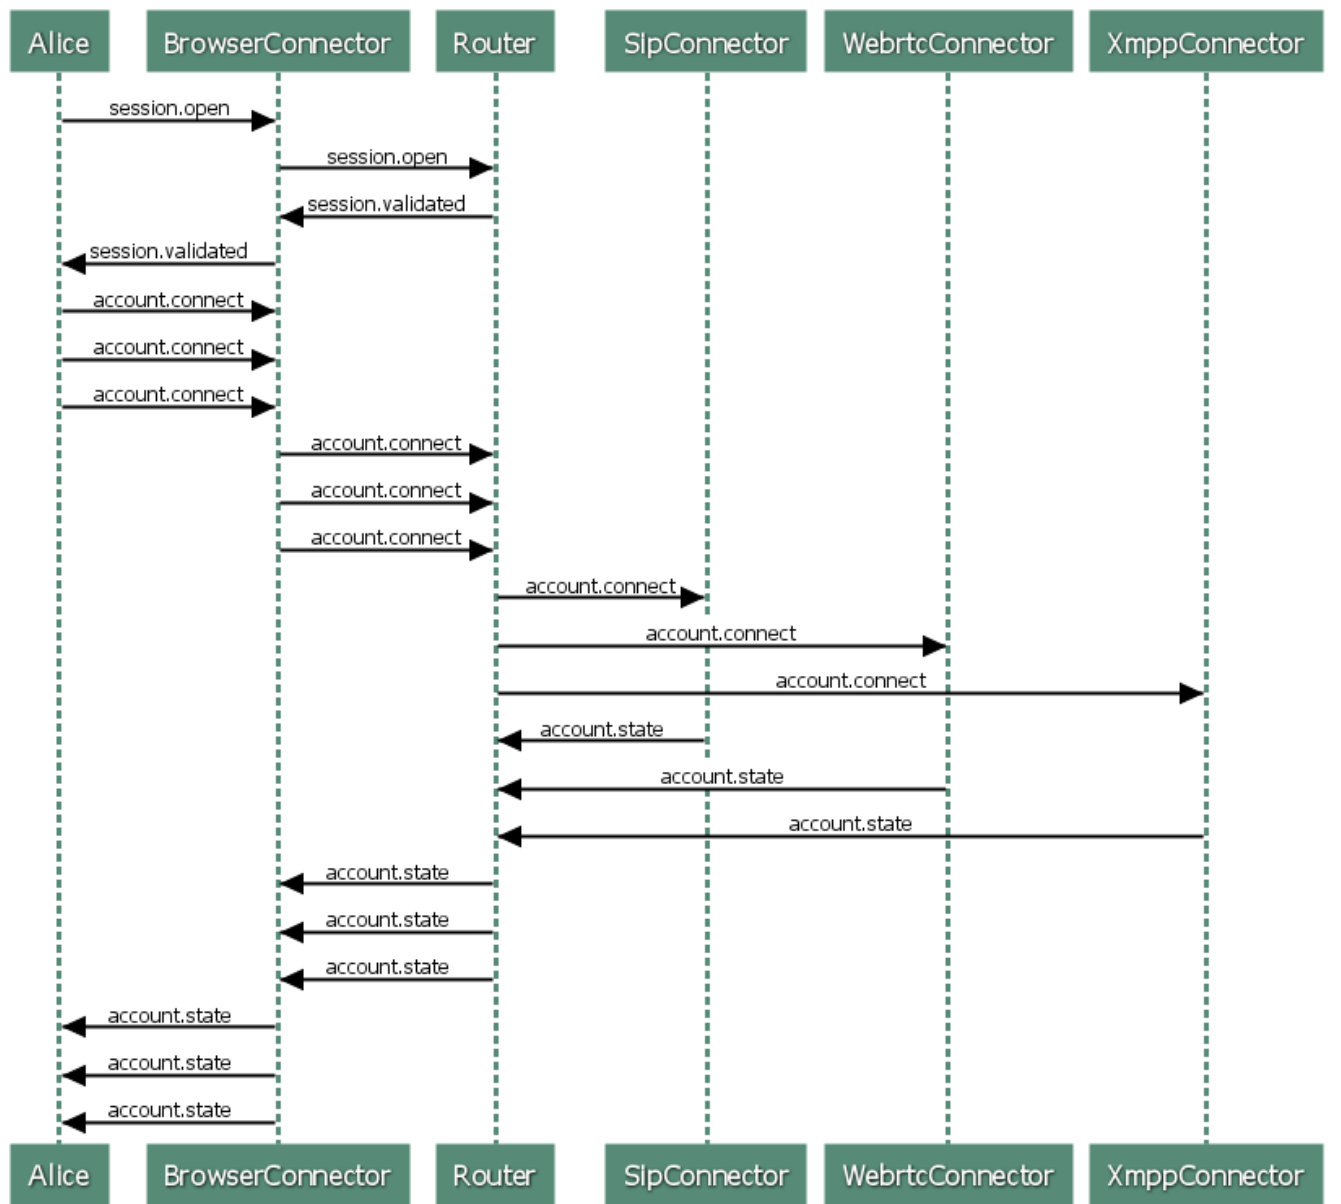 Alice BrowserConnector Router SipConnector WebrtcConnector XmppConnector
session.open
session.open
session.validated
session.validated
account.connect
account.connect
account.connect
account.connect
account.connect
account.connect
account.connect
account.connect
account.connect
account.state
account.state
account.state
account.state
account.state
account.state
account.state
account.state
account.state
Alice BrowserConnector Router SipConnector WebrtcConnector XmppConnector